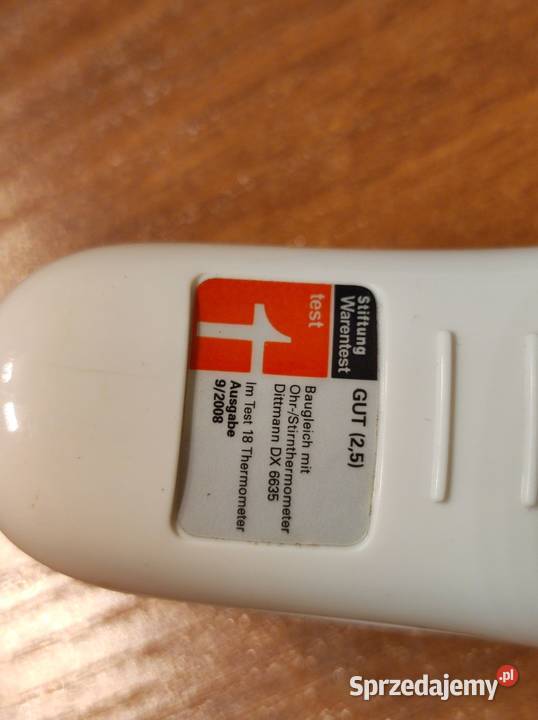 Stiftung
Warentest
test
GUT (2,5)
Baugleich mit
Ohr-/Stirnthermometer
Dittmann DX 6635
Im Test 18 Thermometer
Ausgabe
9/2008
Sprzedajemy.pl